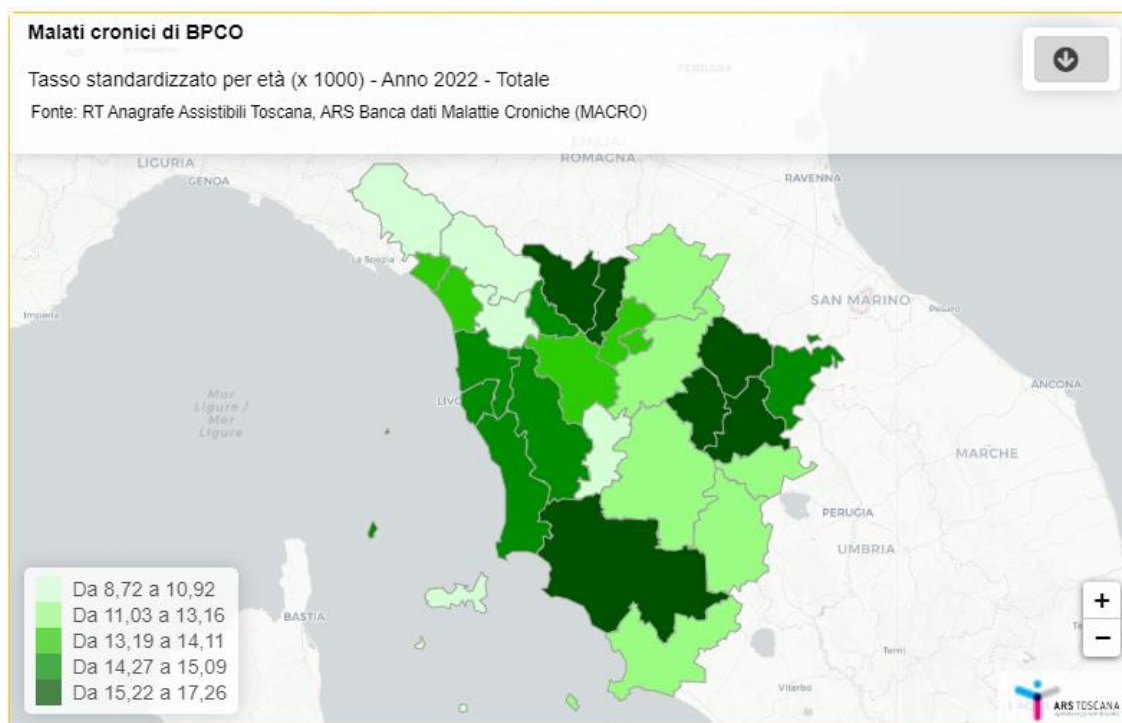 Malati cronici di BPCO
Tasso standardizzato per età (x 1000) - Anno 2022 - Totale
Fonte: RT Anagrafe Assistibili Toscana, ARS Banca dati Malattie Croniche (MACRO)
FERRARA
EMILIA-
ROMAGNA
LIGURIA
GENOA
RAVENNA
La Spezia
Imperia
SAN MARINO
Pesaro
ANCONA
Mar
Ligure /
Mer
Ligure
LIVO
MARCHE
PERUGIA
UMBRIA
BASTIA
Terni
Viterbo
Da 8,72 a 10,92
Da 11,03 a 13,16
Da 13,19 a 14,11
Da 14,27 a 15,09
Da 15,22 a 17,26
+
−
ARS TOSCANA